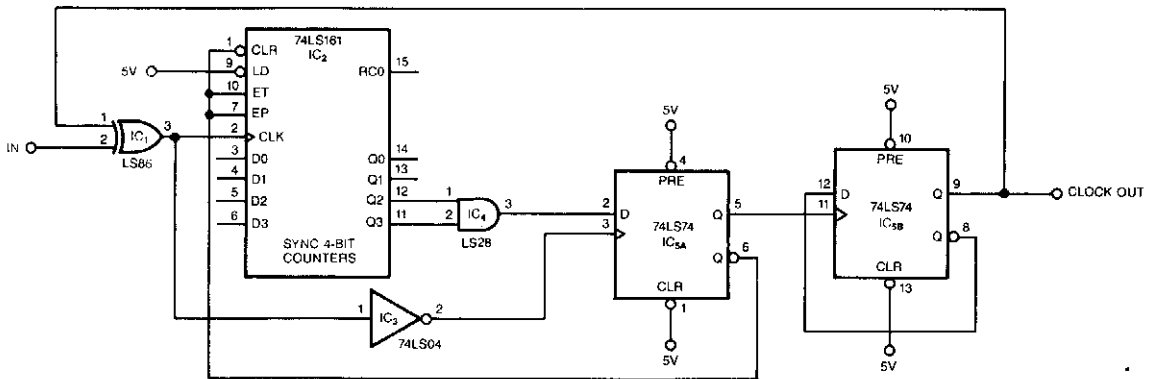 1
CLR
74LS161
IC2
5V
9
LD
RC0
15
10
ET
7
EP
1
2
IC1
3
LS86
IN
2
CLK
3
D0
4
D1
5
D2
6
D3
Q0
14
Q1
13
Q2
12
Q3
11
SYNC 4-BIT
COUNTERS
1
2
IC4
3
LS28
1
IC3
2
74LS04
5V
4
PRE
2
D
3
74LS74
IC5A
Q
5
Q
6
CLR
1
5V
5V
10
PRE
12
D
11
74LS74
IC5B
Q
9
Q
8
CLR
13
5V
CLOCK OUT